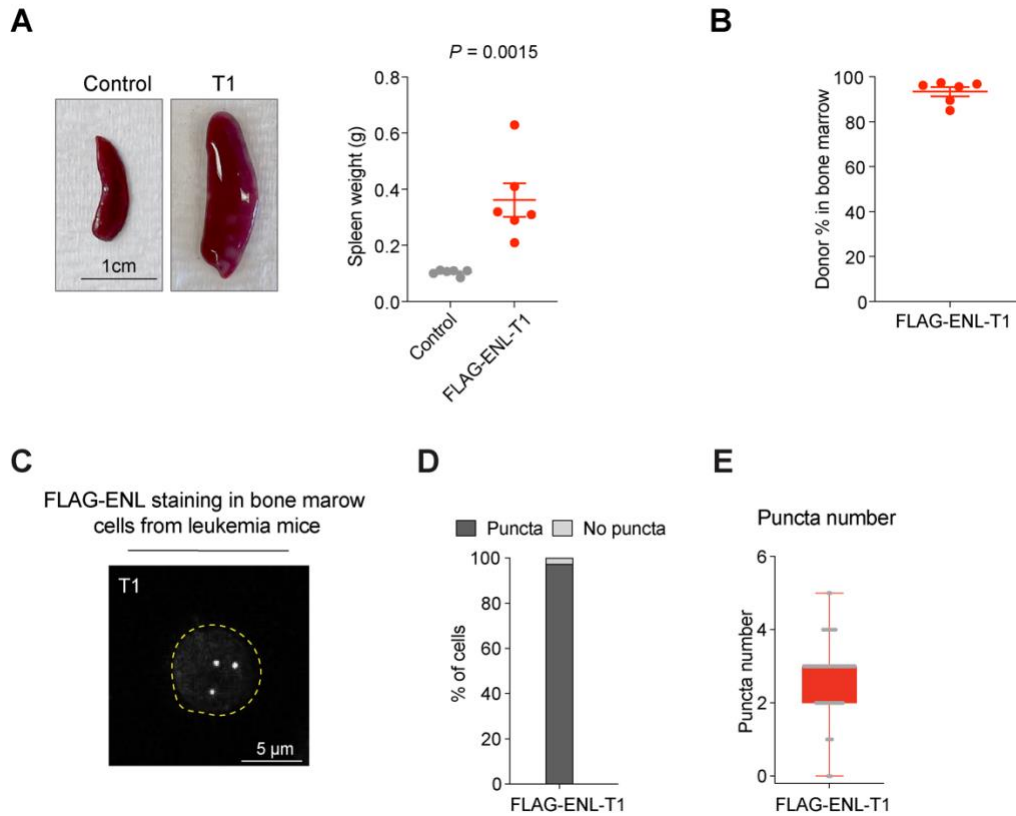 A
Control
T1
1cm
P = 0.0015
Spleen weight (g)
0.8
0.6
0.4
0.2
0.0
Control
FLAG-ENL-T1
B
Donor % in bone marrow
100
80
60
40
20
0
FLAG-ENL-T1
C
FLAG-ENL staining in bone marow
cells from leukemia mice
T1
5 µm
D
Puncta
No puncta
% of cells
100
80
60
40
20
0
FLAG-ENL-T1
E
Puncta number
Puncta number
6
4
2
0
FLAG-ENL-T1